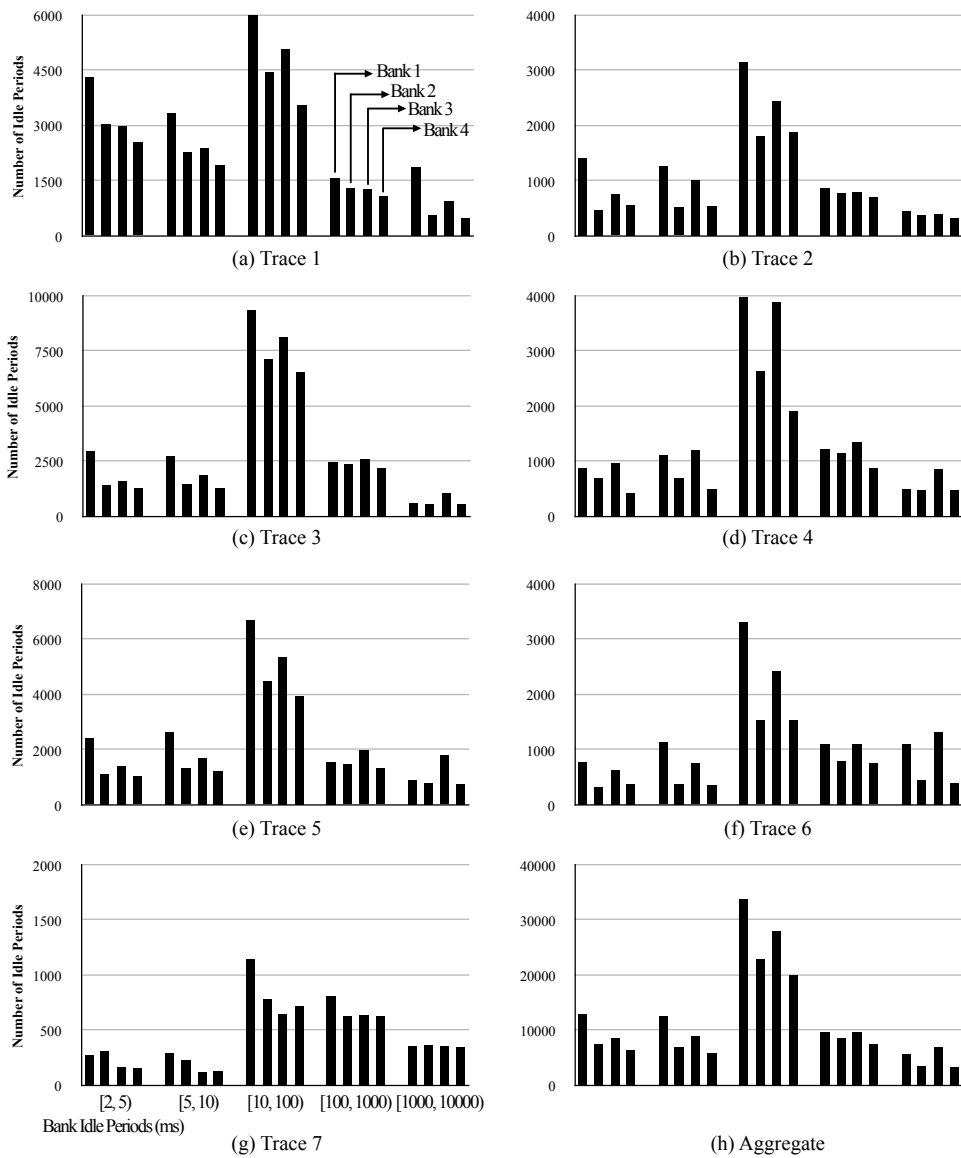 Number of Idle Periods
6000
4500
3000
1500
0
Bank 1
Bank 2
Bank 3
Bank 4
(a) Trace 1
4000
3000
2000
1000
0
(b) Trace 2
Number of Idle Periods
10000
7500
5000
2500
0
(c) Trace 3
4000
3000
2000
1000
0
(d) Trace 4
Number of Idle Periods
8000
6000
4000
2000
0
(e) Trace 5
4000
3000
2000
1000
0
(f) Trace 6
Number of Idle Periods
2000
1500
1000
500
0
[2, 5) [5, 10) [10, 100) [100, 1000) [1000, 10000)
Bank Idle Periods (ms)
(g) Trace 7
40000
30000
20000
10000
0
(h) Aggregate